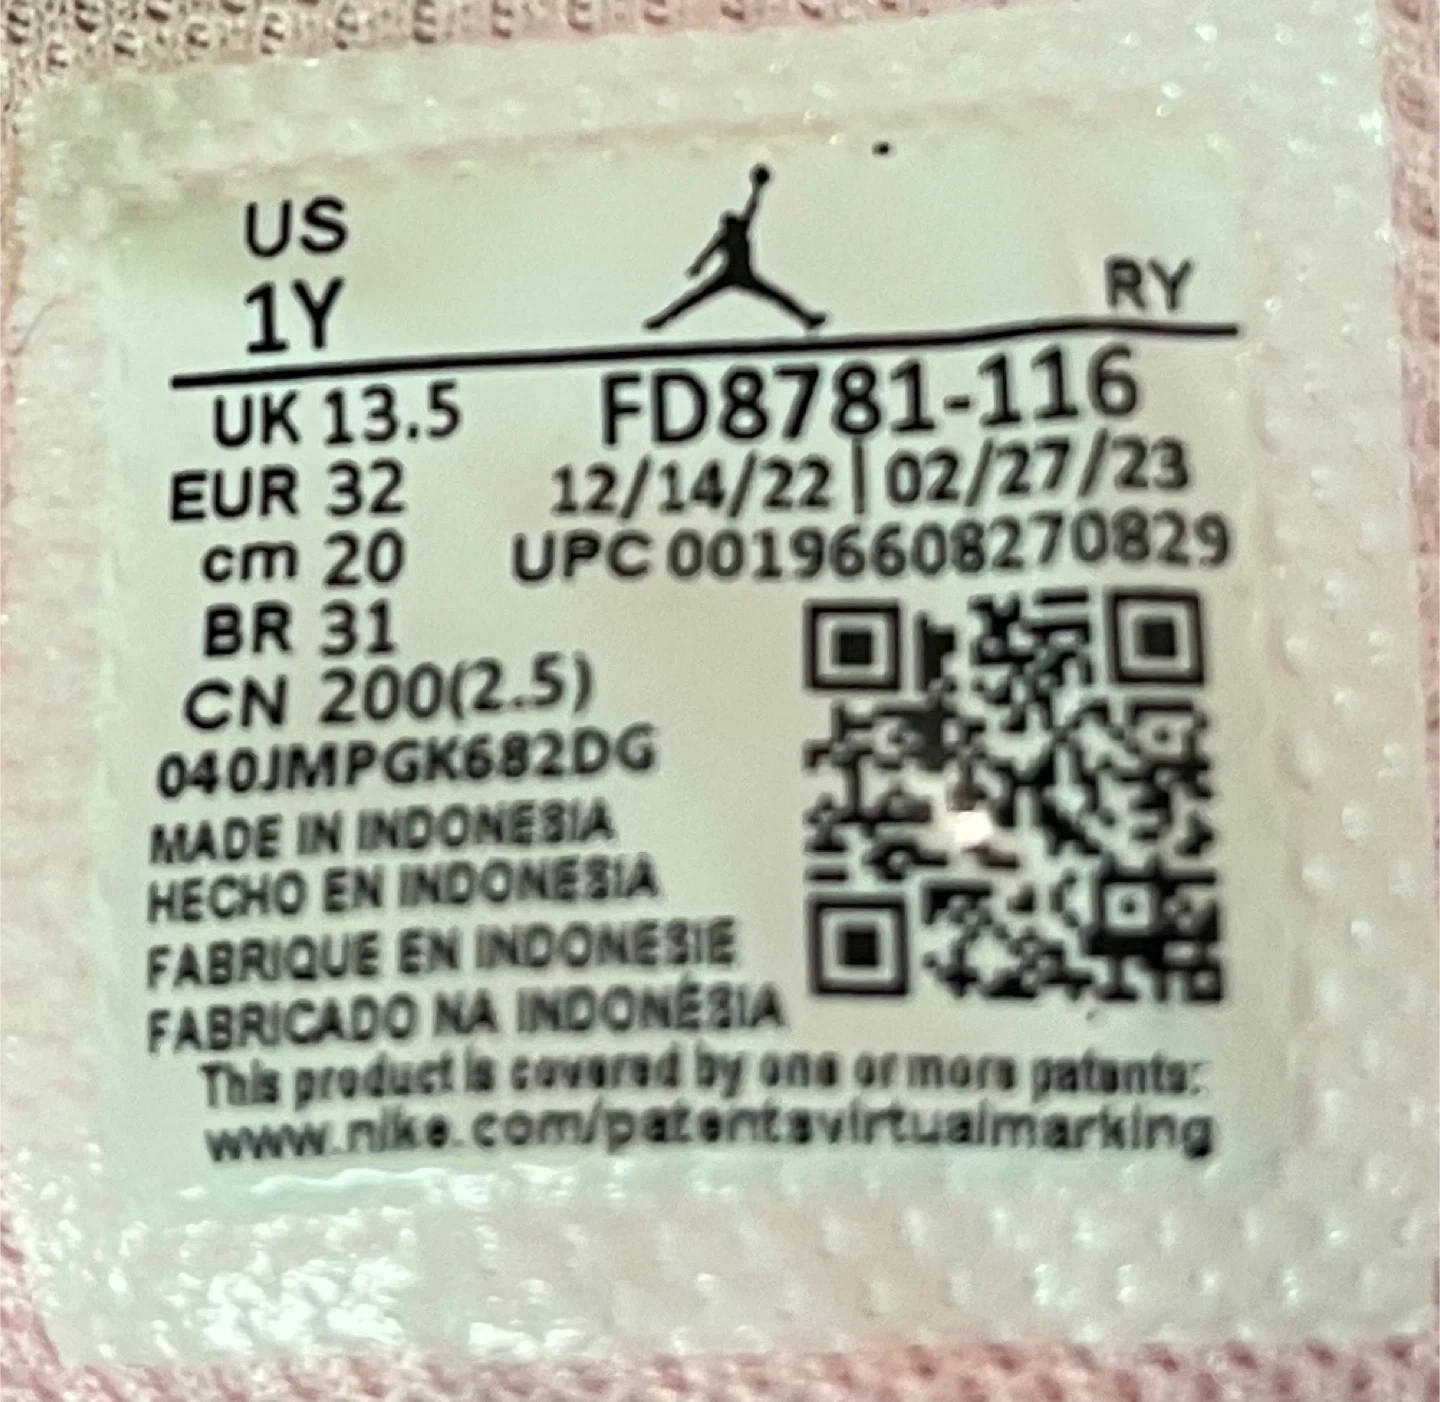 US
1Y
RY
UK 13.5
FD8781-116
EUR 32
12/14/22 | 02/27/23
cm 20
UPC 00196608270829
BR 31
CN 200(2.5)
040JMPGK682DG
MADE IN INDONESIA
HECHO EN INDONESIA
FABRIQUE EN INDONESIE
FABRICADO NA INDONÉSIA
This product is covered by one or more patents:
www.nike.com/patentsvirtualmarking